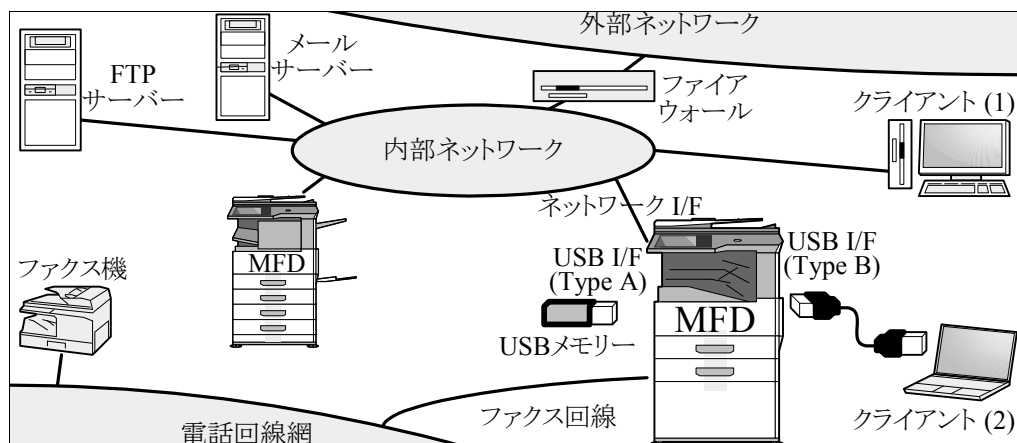 外部ネットワーク
メール
サーバー
FTP
サーバー
ファイア
ウォール
クライアント (1)
内部ネットワーク
ネットワーク I/F
USB I/F
(Type A)
USB I/F
(Type B)
MFD
ファクス機
MFD
USBメモリー
ファクス回線
クライアント (2)
電話回線網